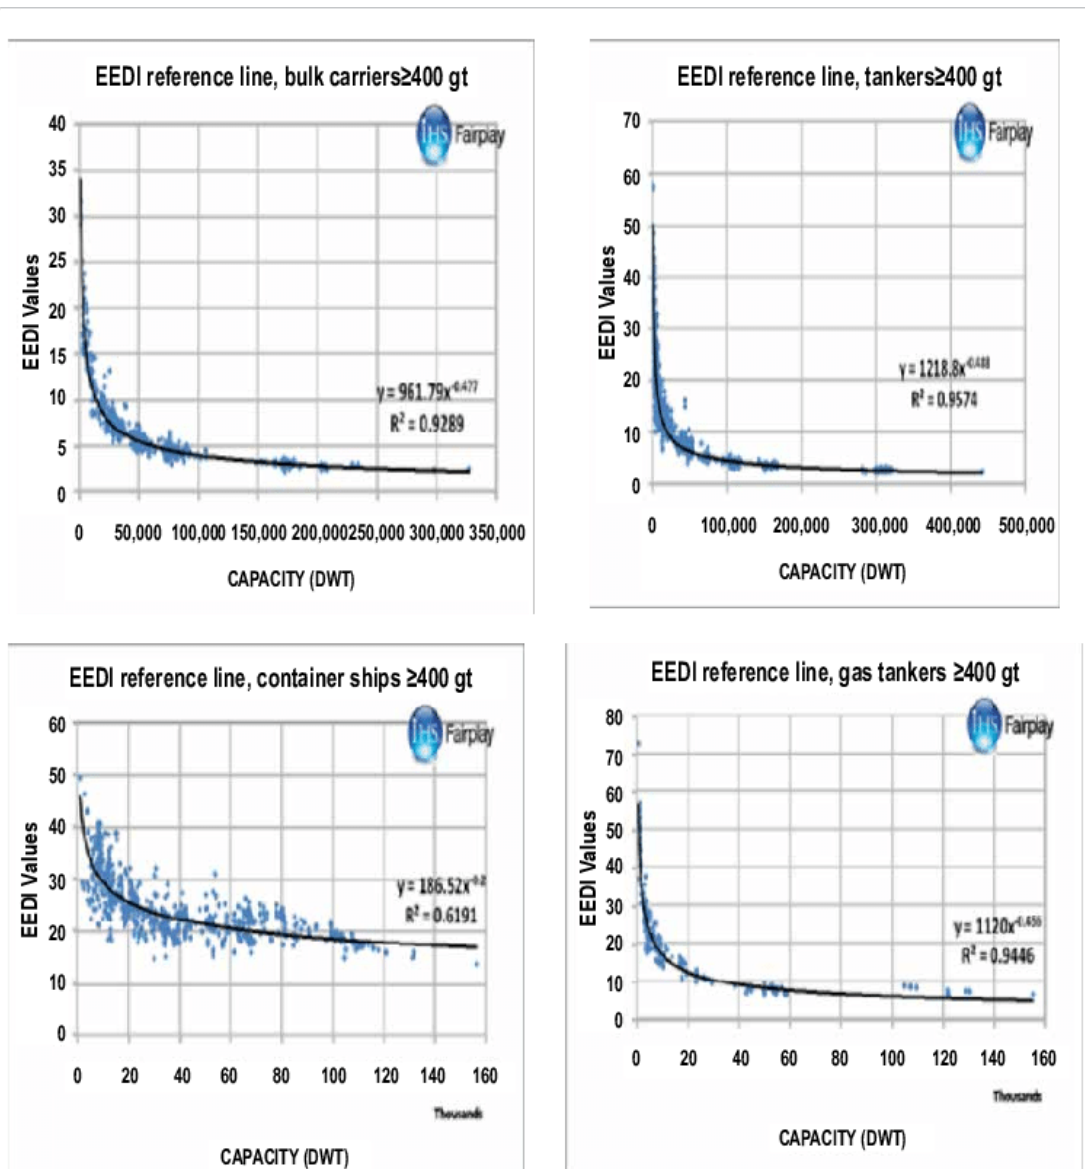 EEDI reference line, bulk carriers≥400 gt
IHS Fairplay
40
35
30
25
20
15
10
5
0
EEDI Values
y = 961.79x^-0.477
R² = 0.9289
0 50,000 100,000 150,000 200,000 250,000 300,000 350,000
CAPACITY (DWT)
EEDI reference line, tankers≥400 gt
IHS Fairplay
70
60
50
40
30
20
10
0
EEDI Values
y = 1218.8x^-0.488
R² = 0.9574
0 100,000 200,000 300,000 400,000 500,000
CAPACITY (DWT)
EEDI reference line, container ships ≥400 gt
IHS Fairplay
60
50
40
30
20
10
0
EEDI Values
y = 186.52x^-0.2
R² = 0.6191
0 20 40 60 80 100 120 140 160
Thousands
CAPACITY (DWT)
EEDI reference line, gas tankers ≥400 gt
IHS Fairplay
80
70
60
50
40
30
20
10
0
EEDI Values
y = 1120x^-0.456
R² = 0.9446
0 20 40 60 80 100 120 140 160
Thousands
CAPACITY (DWT)